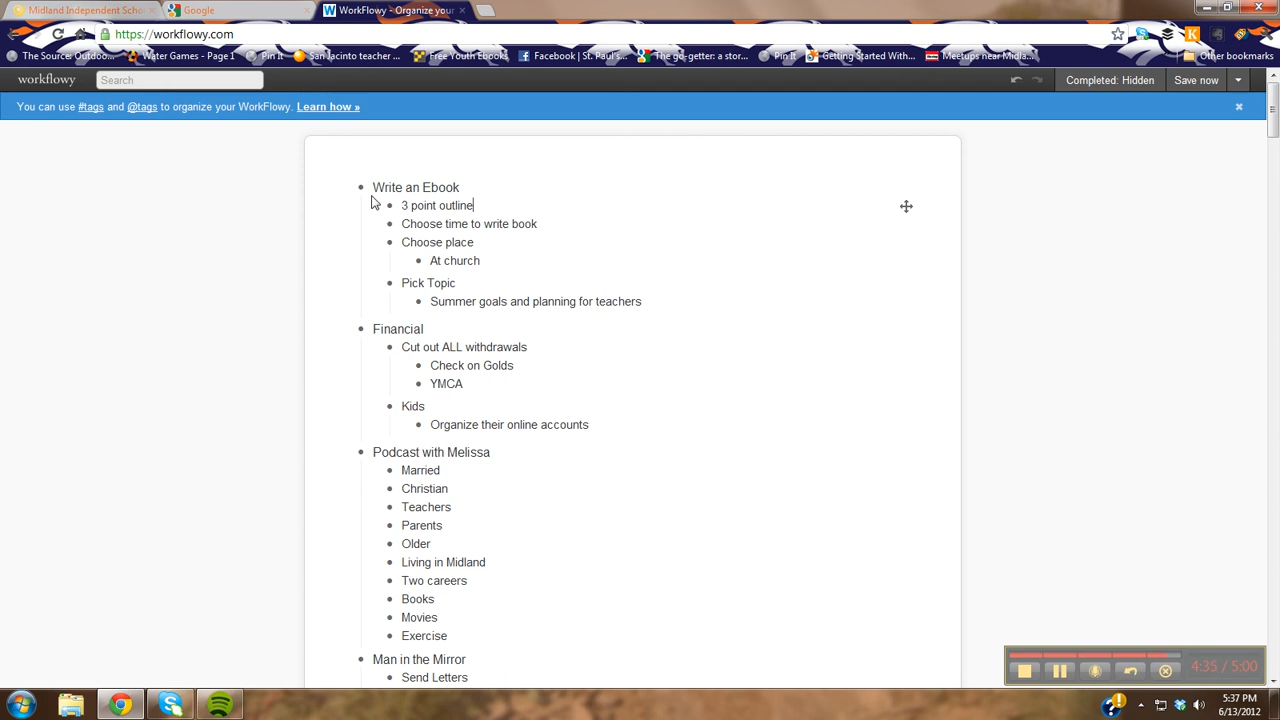 Midland Independent Scho
Google
WorkFlowy - Organize your
https://workflowy.com
The Source: Outdoo...
Water Games - Page 1
Pin It
San Jacinto teacher ...
Free Youth Ebooks
Facebook | St. Paul's...
The go-getter: a stor...
Pin It
Getting Started With...
Meetups near Midla...
Other bookmarks
workflowy
Search
Completed: Hidden
Save now
You can use #tags and @tags to organize your WorkFlowy. Learn how »
Write an Ebook
3 point outline
Choose time to write book
Choose place
At church
Pick Topic
Summer goals and planning for teachers
Financial
Cut out ALL withdrawals
Check on Golds
YMCA
Kids
Organize their online accounts
Podcast with Melissa
Married
Christian
Teachers
Parents
Older
Living in Midland
Two careers
Books
Movies
Exercise
Man in the Mirror
Send Letters
4:35 / 5:00
5:37 PM
6/13/2012